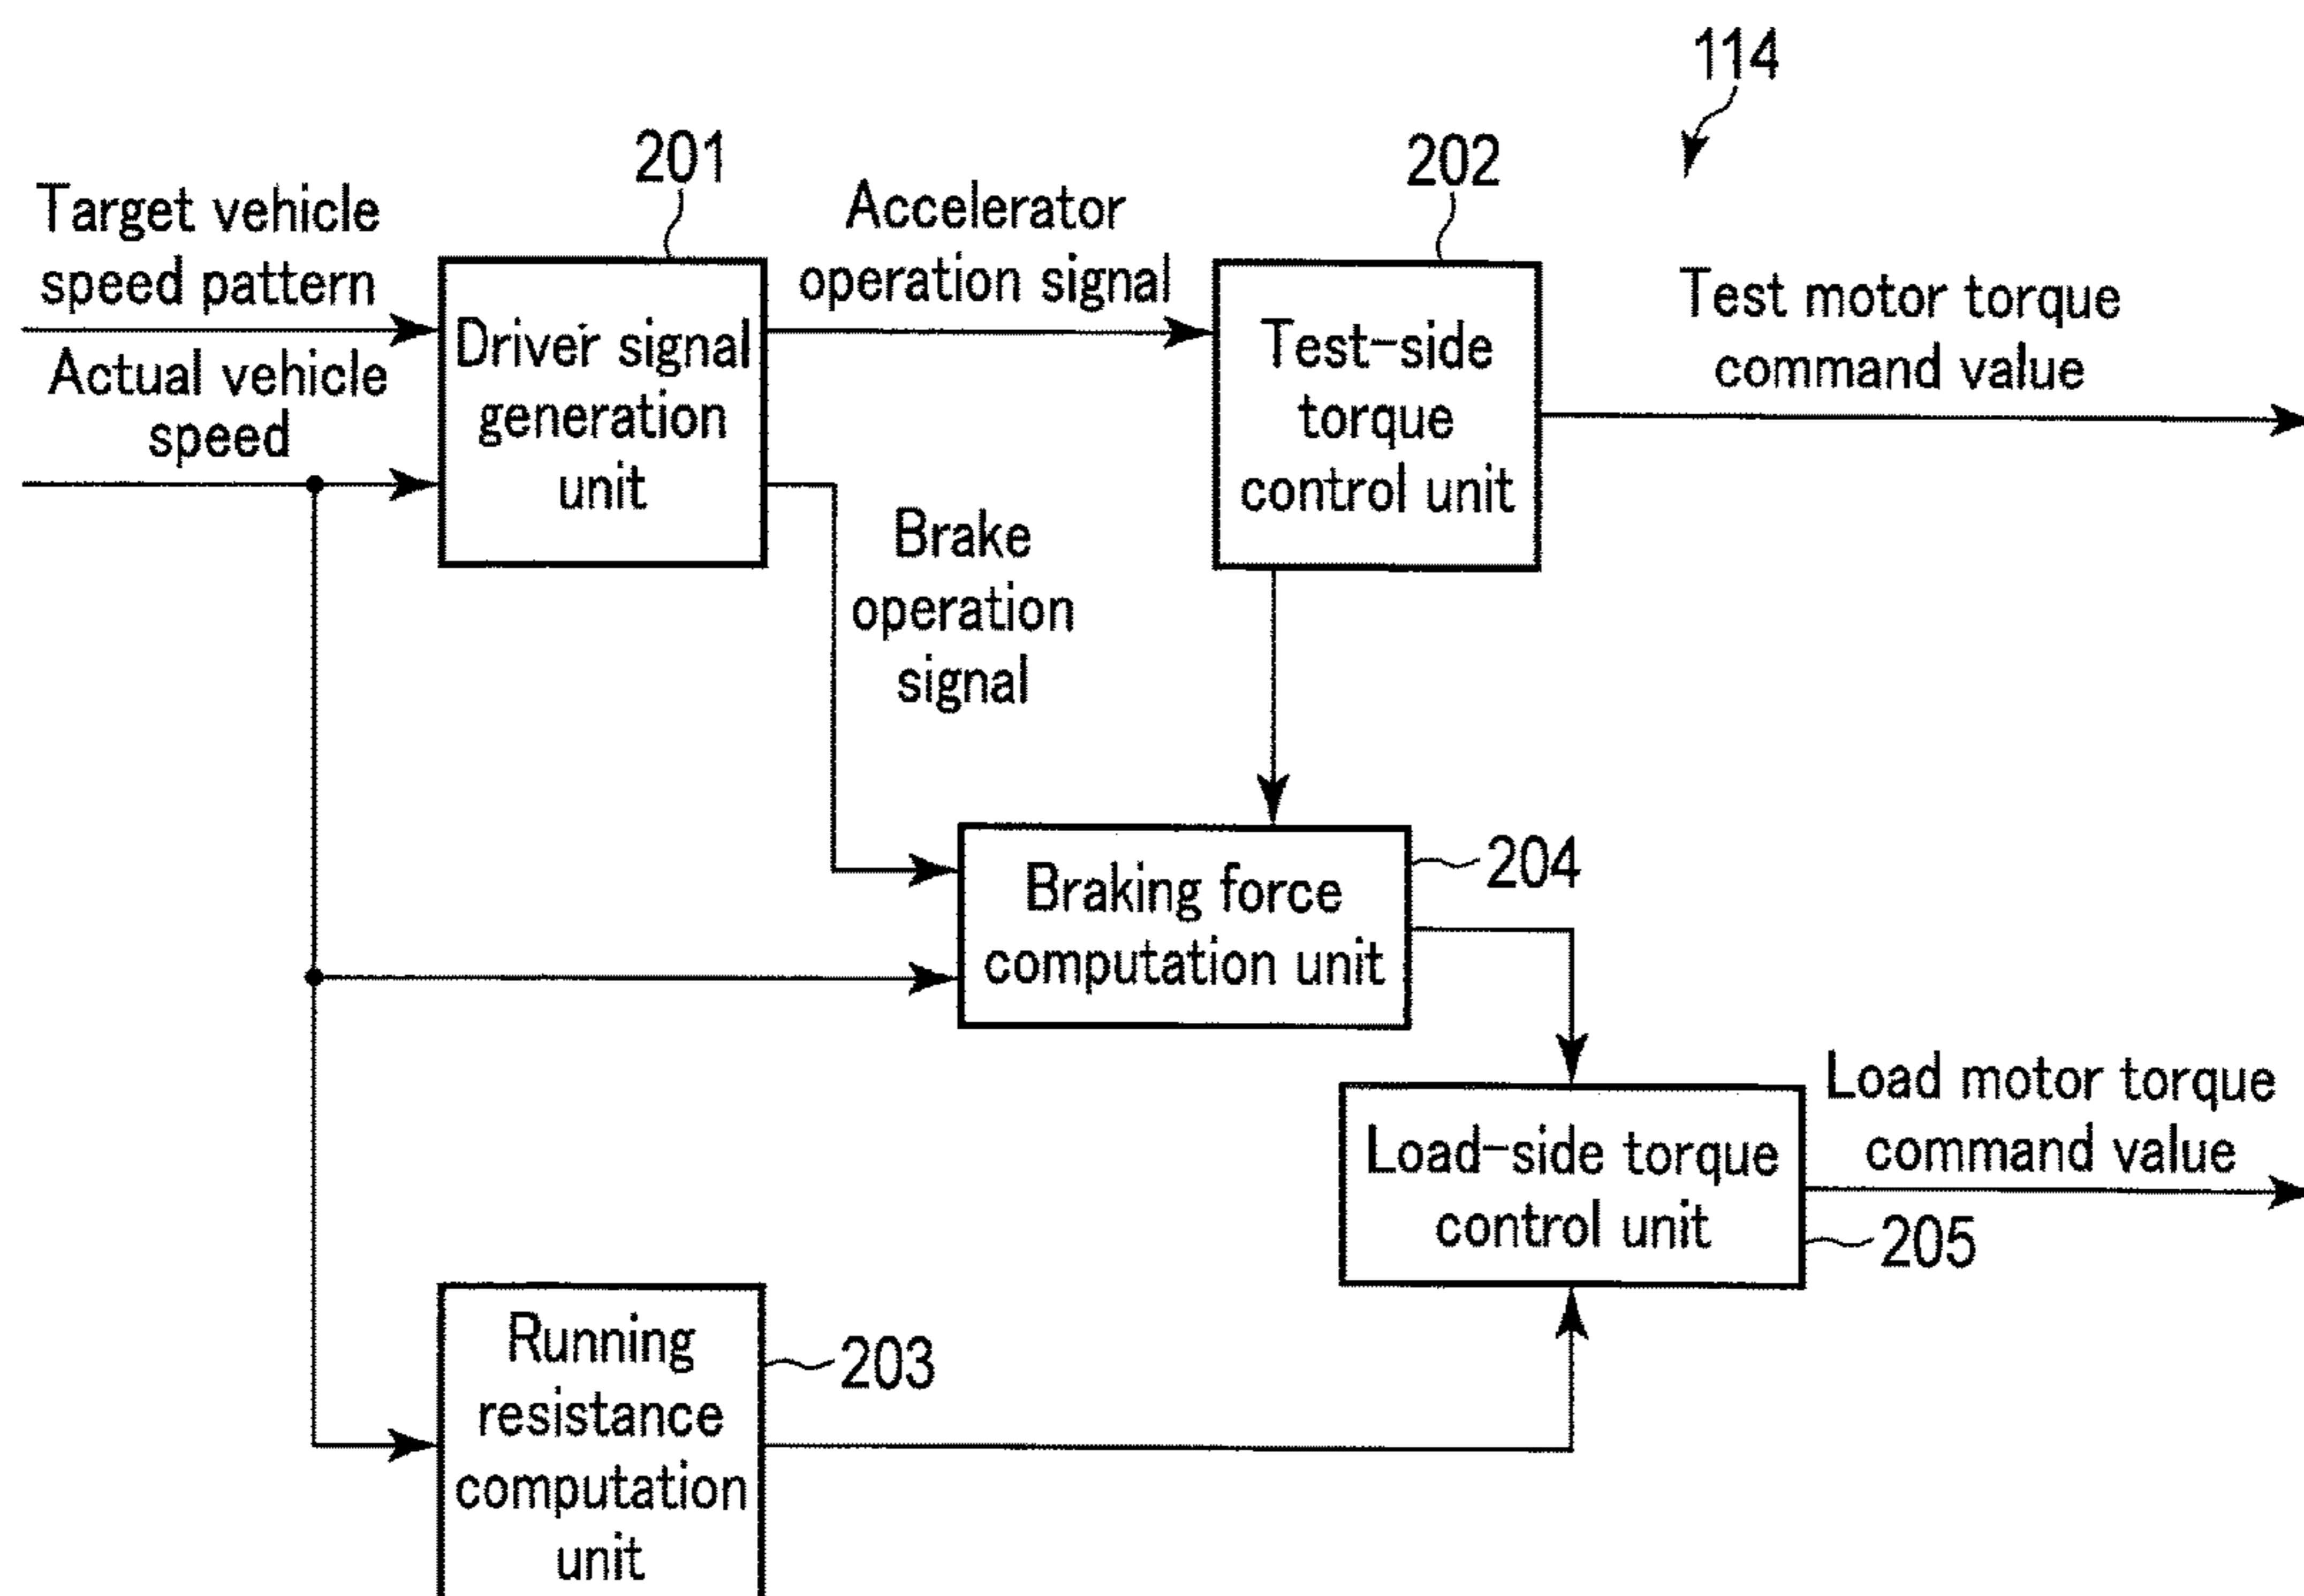 114
201
202
Target vehicle
speed pattern
Accelerator
operation signal
Actual vehicle
speed
Driver signal
generation
unit
Test-side
torque
control unit
Test motor torque
command value
Brake
operation
signal
Braking force
computation unit
204
Load-side torque
control unit
Load motor torque
command value
205
Running
resistance
computation
unit
203